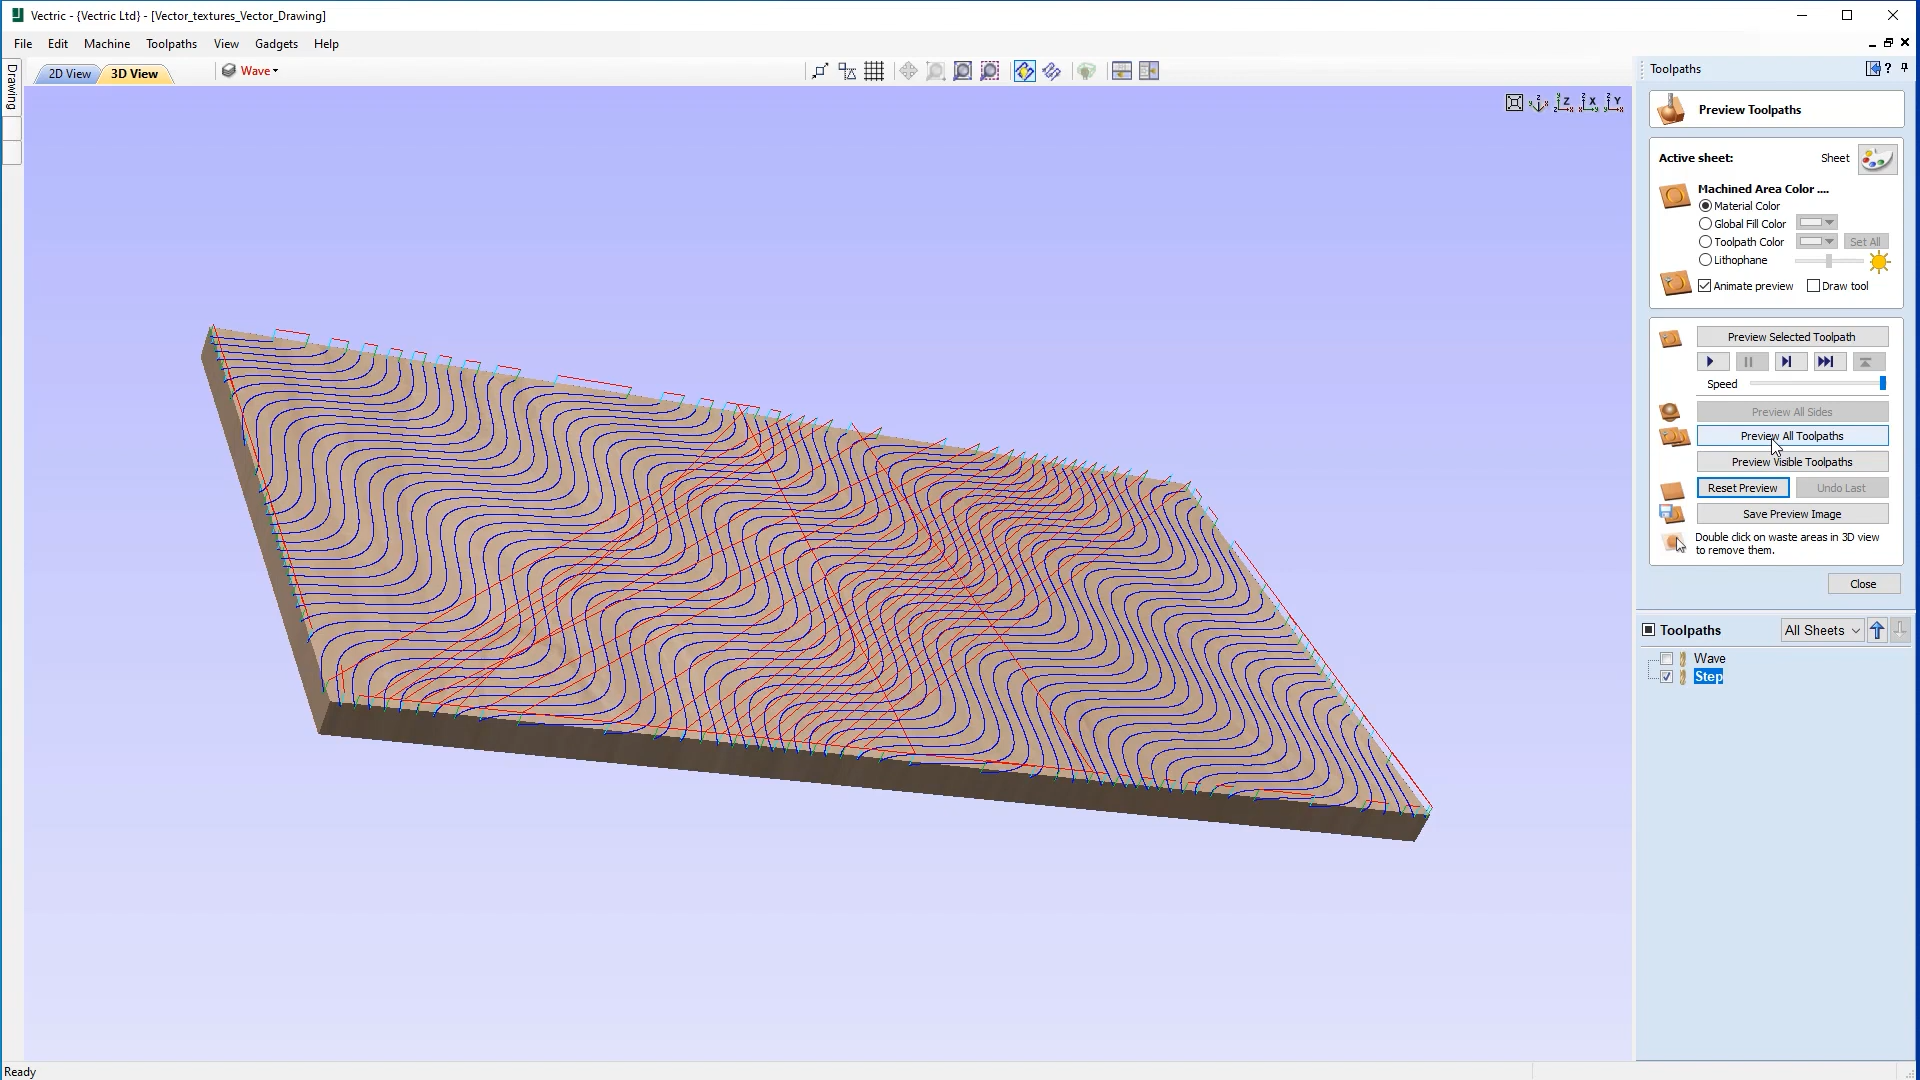 Vectric - {Vectric Ltd} - [Vector_textures_Vector_Drawing]
File Edit Machine Toolpaths View Gadgets Help
Drawing
2D View 3D View Wave
Z X Y
Toolpaths ?
Preview Toolpaths
Active sheet: Sheet
Machined Area Color ....
Material Color
Global Fill Color
Toolpath Color Set All
Lithophane
Animate preview Draw tool
Preview Selected Toolpath
Speed
Preview All Sides
Preview All Toolpaths
Preview Visible Toolpaths
Reset Preview Undo Last
Save Preview Image
Double click on waste areas in 3D view
to remove them.
Close
Toolpaths All Sheets
Wave
Step
Ready